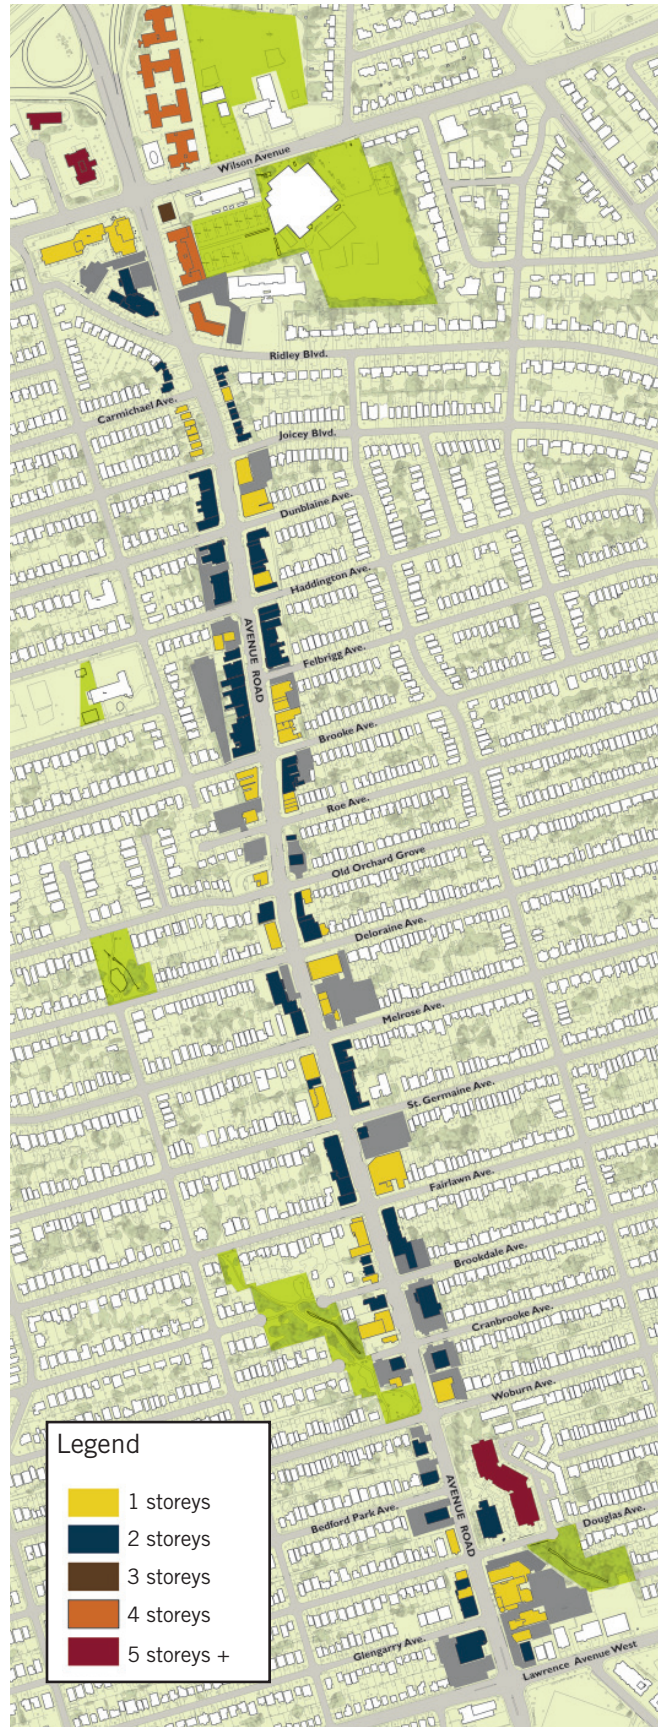 Wilson Avenue
Ridley Blvd.
Carmichael Ave.
Joicey Blvd.
Dunblaine Ave.
Haddington Ave.
AVENUE ROAD
Felbrigg Ave.
Brooke Ave.
Roe Ave.
Old Orchard Grove
Deloraine Ave.
Melrose Ave.
St. Germaine Ave.
Fairlawn Ave.
Brookdale Ave.
Cranbrooke Ave.
Woburn Ave.
Legend
1 storeys
2 storeys
3 storeys
4 storeys
5 storeys +
AVENUE ROAD
Bedford Park Ave.
Douglas Ave.
Glengarry Ave.
Lawrence Avenue West